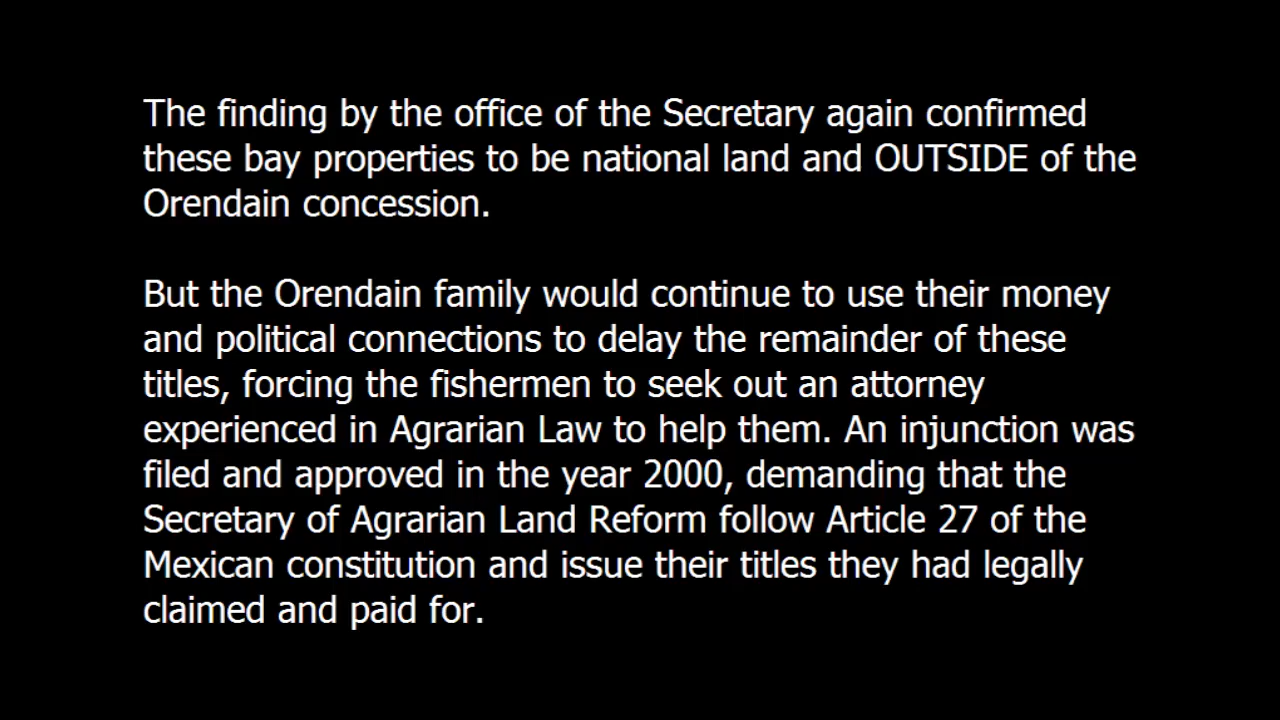 The finding by the office of the Secretary again confirmed
these bay properties to be national land and OUTSIDE of the
Orendain concession.
But the Orendain family would continue to use their money
and political connections to delay the remainder of these
titles, forcing the fishermen to seek out an attorney
experienced in Agrarian Law to help them. An injunction was
filed and approved in the year 2000, demanding that the
Secretary of Agrarian Land Reform follow Article 27 of the
Mexican constitution and issue their titles they had legally
claimed and paid for.